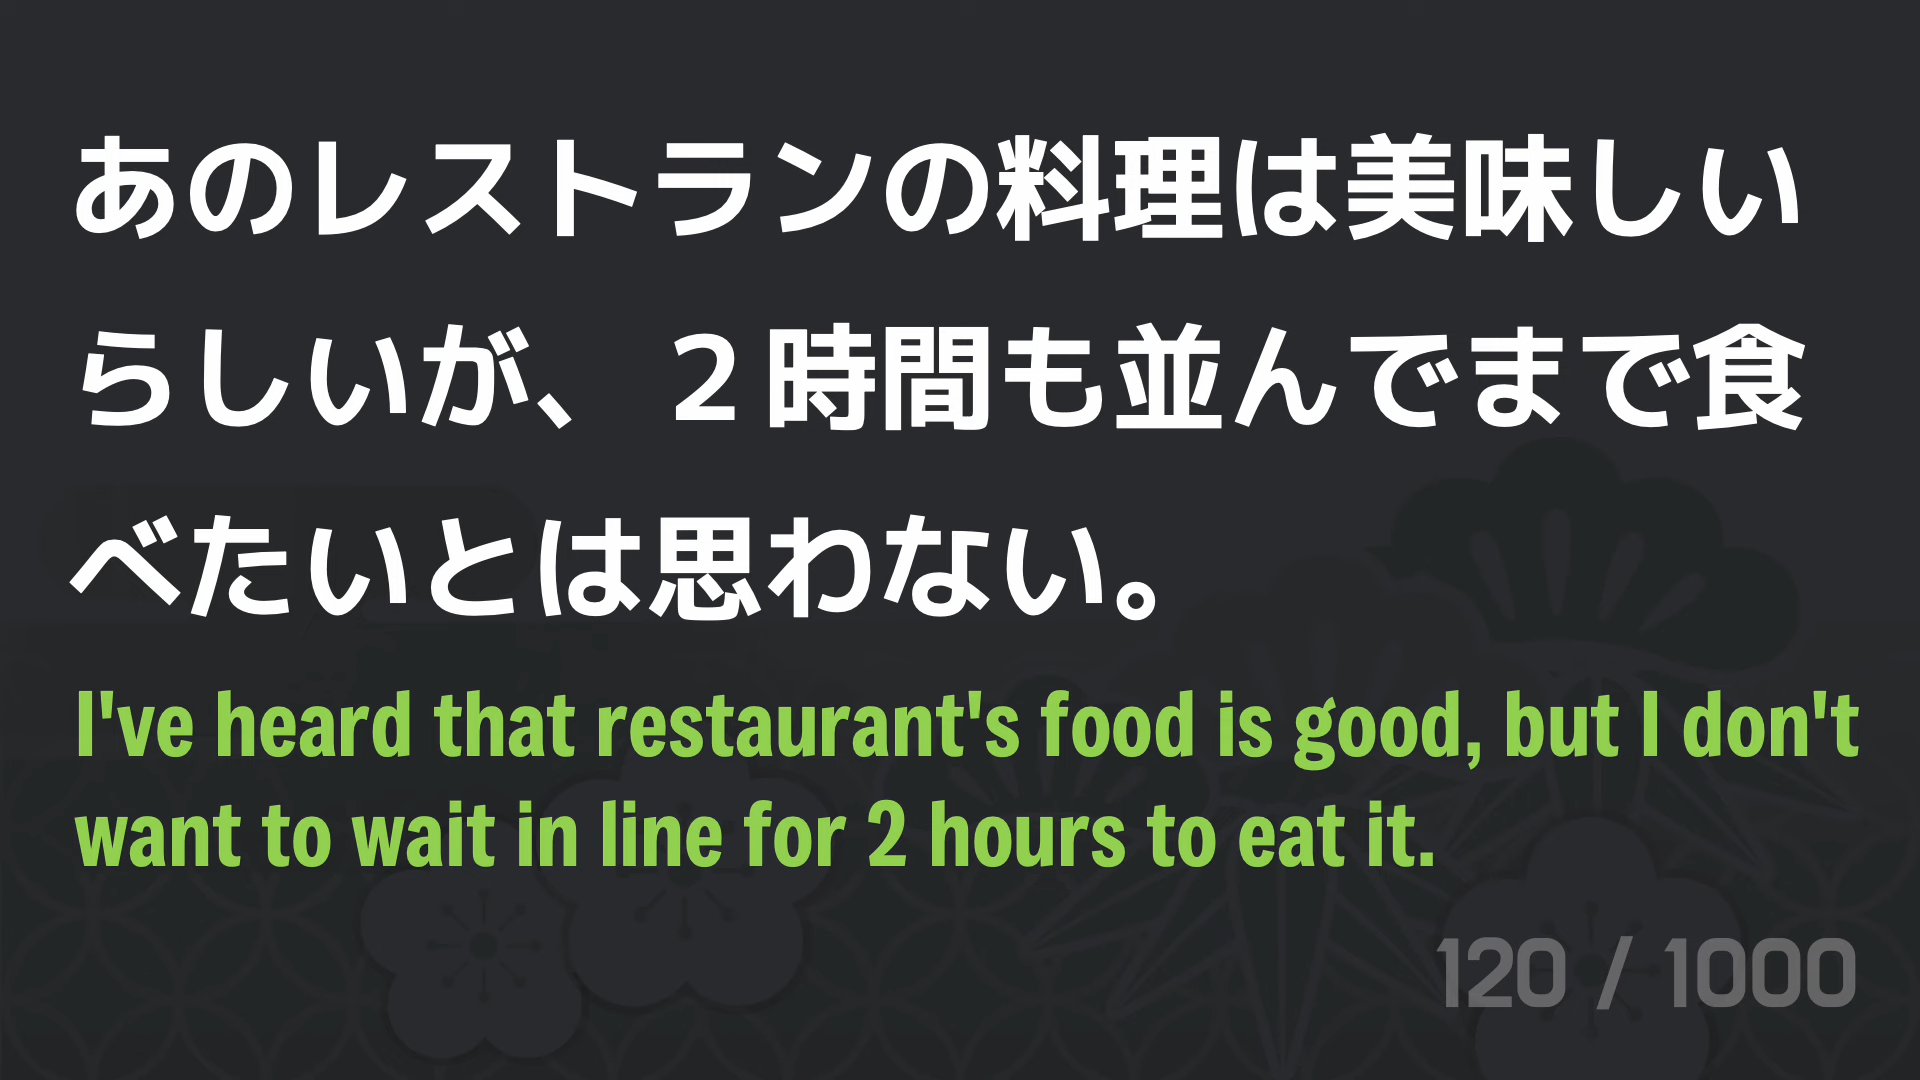 あのレストランの料理は美味しい
らしいが、２時間も並んでまで食
べたいとは思わない。
I've heard that restaurant's food is good, but I don't
want to wait in line for 2 hours to eat it.
120 / 1000